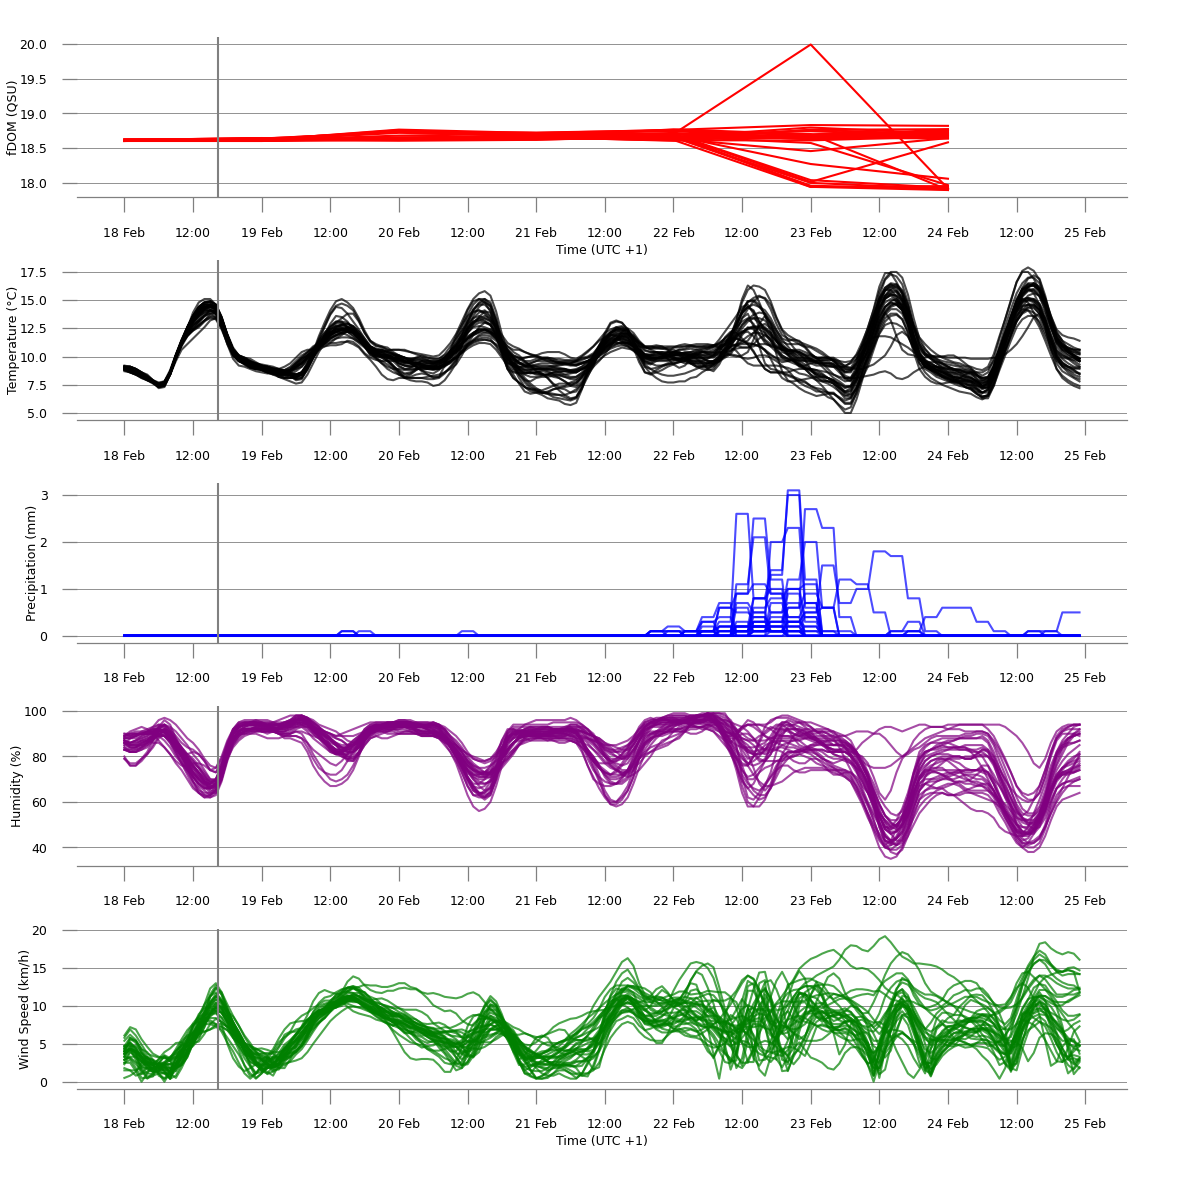 fDOM (QSU)
20.0
19.5
19.0
18.5
18.0
18 Feb 12:00 19 Feb 12:00 20 Feb 12:00 21 Feb 12:00 22 Feb 12:00 23 Feb 12:00 24 Feb 12:00 25 Feb
Time (UTC +1)
Temperature (°C)
17.5
15.0
12.5
10.0
7.5
5.0
18 Feb 12:00 19 Feb 12:00 20 Feb 12:00 21 Feb 12:00 22 Feb 12:00 23 Feb 12:00 24 Feb 12:00 25 Feb
Precipitation (mm)
3
2
1
0
18 Feb 12:00 19 Feb 12:00 20 Feb 12:00 21 Feb 12:00 22 Feb 12:00 23 Feb 12:00 24 Feb 12:00 25 Feb
Humidity (%)
100
80
60
40
18 Feb 12:00 19 Feb 12:00 20 Feb 12:00 21 Feb 12:00 22 Feb 12:00 23 Feb 12:00 24 Feb 12:00 25 Feb
Wind Speed (km/h)
20
15
10
5
0
18 Feb 12:00 19 Feb 12:00 20 Feb 12:00 21 Feb 12:00 22 Feb 12:00 23 Feb 12:00 24 Feb 12:00 25 Feb
Time (UTC +1)